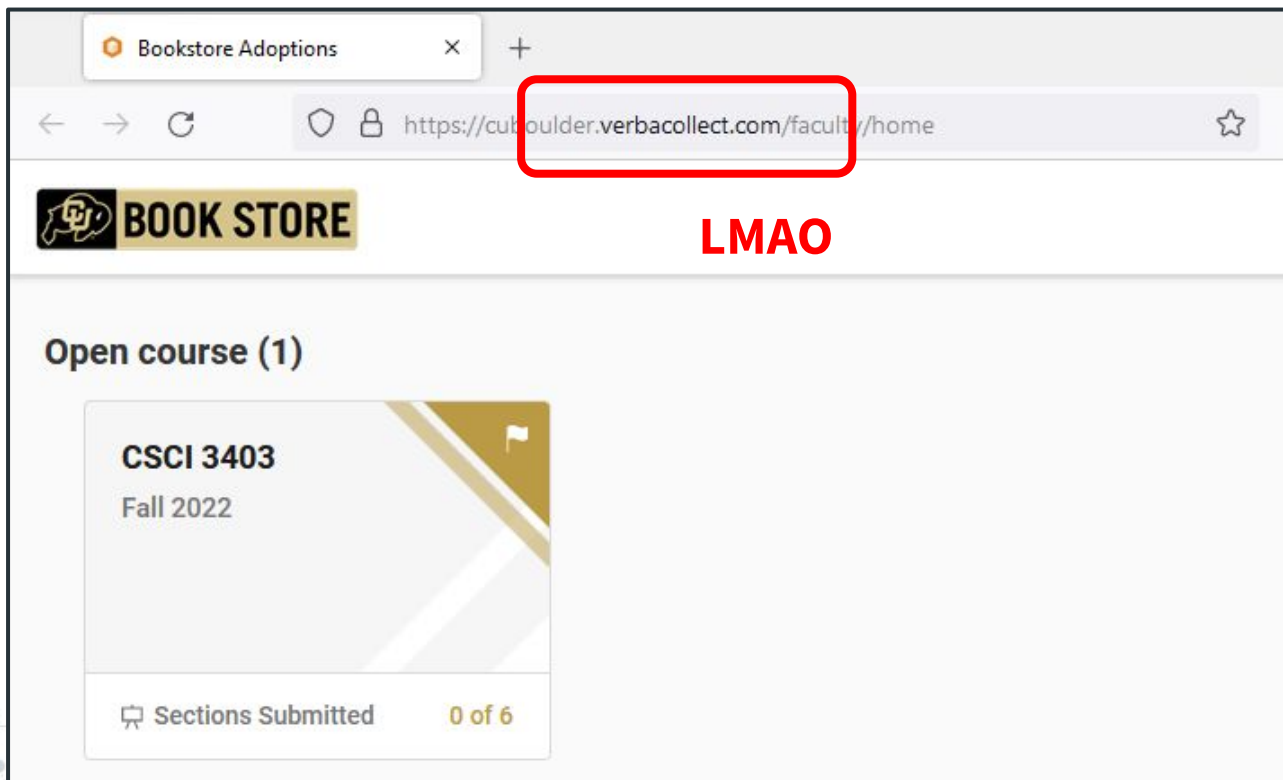 Bookstore Adoptions
https://cuboulder.verbacollect.com/faculty/home
CU BOOK STORE
LMAO
Open course (1)
CSCI 3403
Fall 2022
Sections Submitted 0 of 6